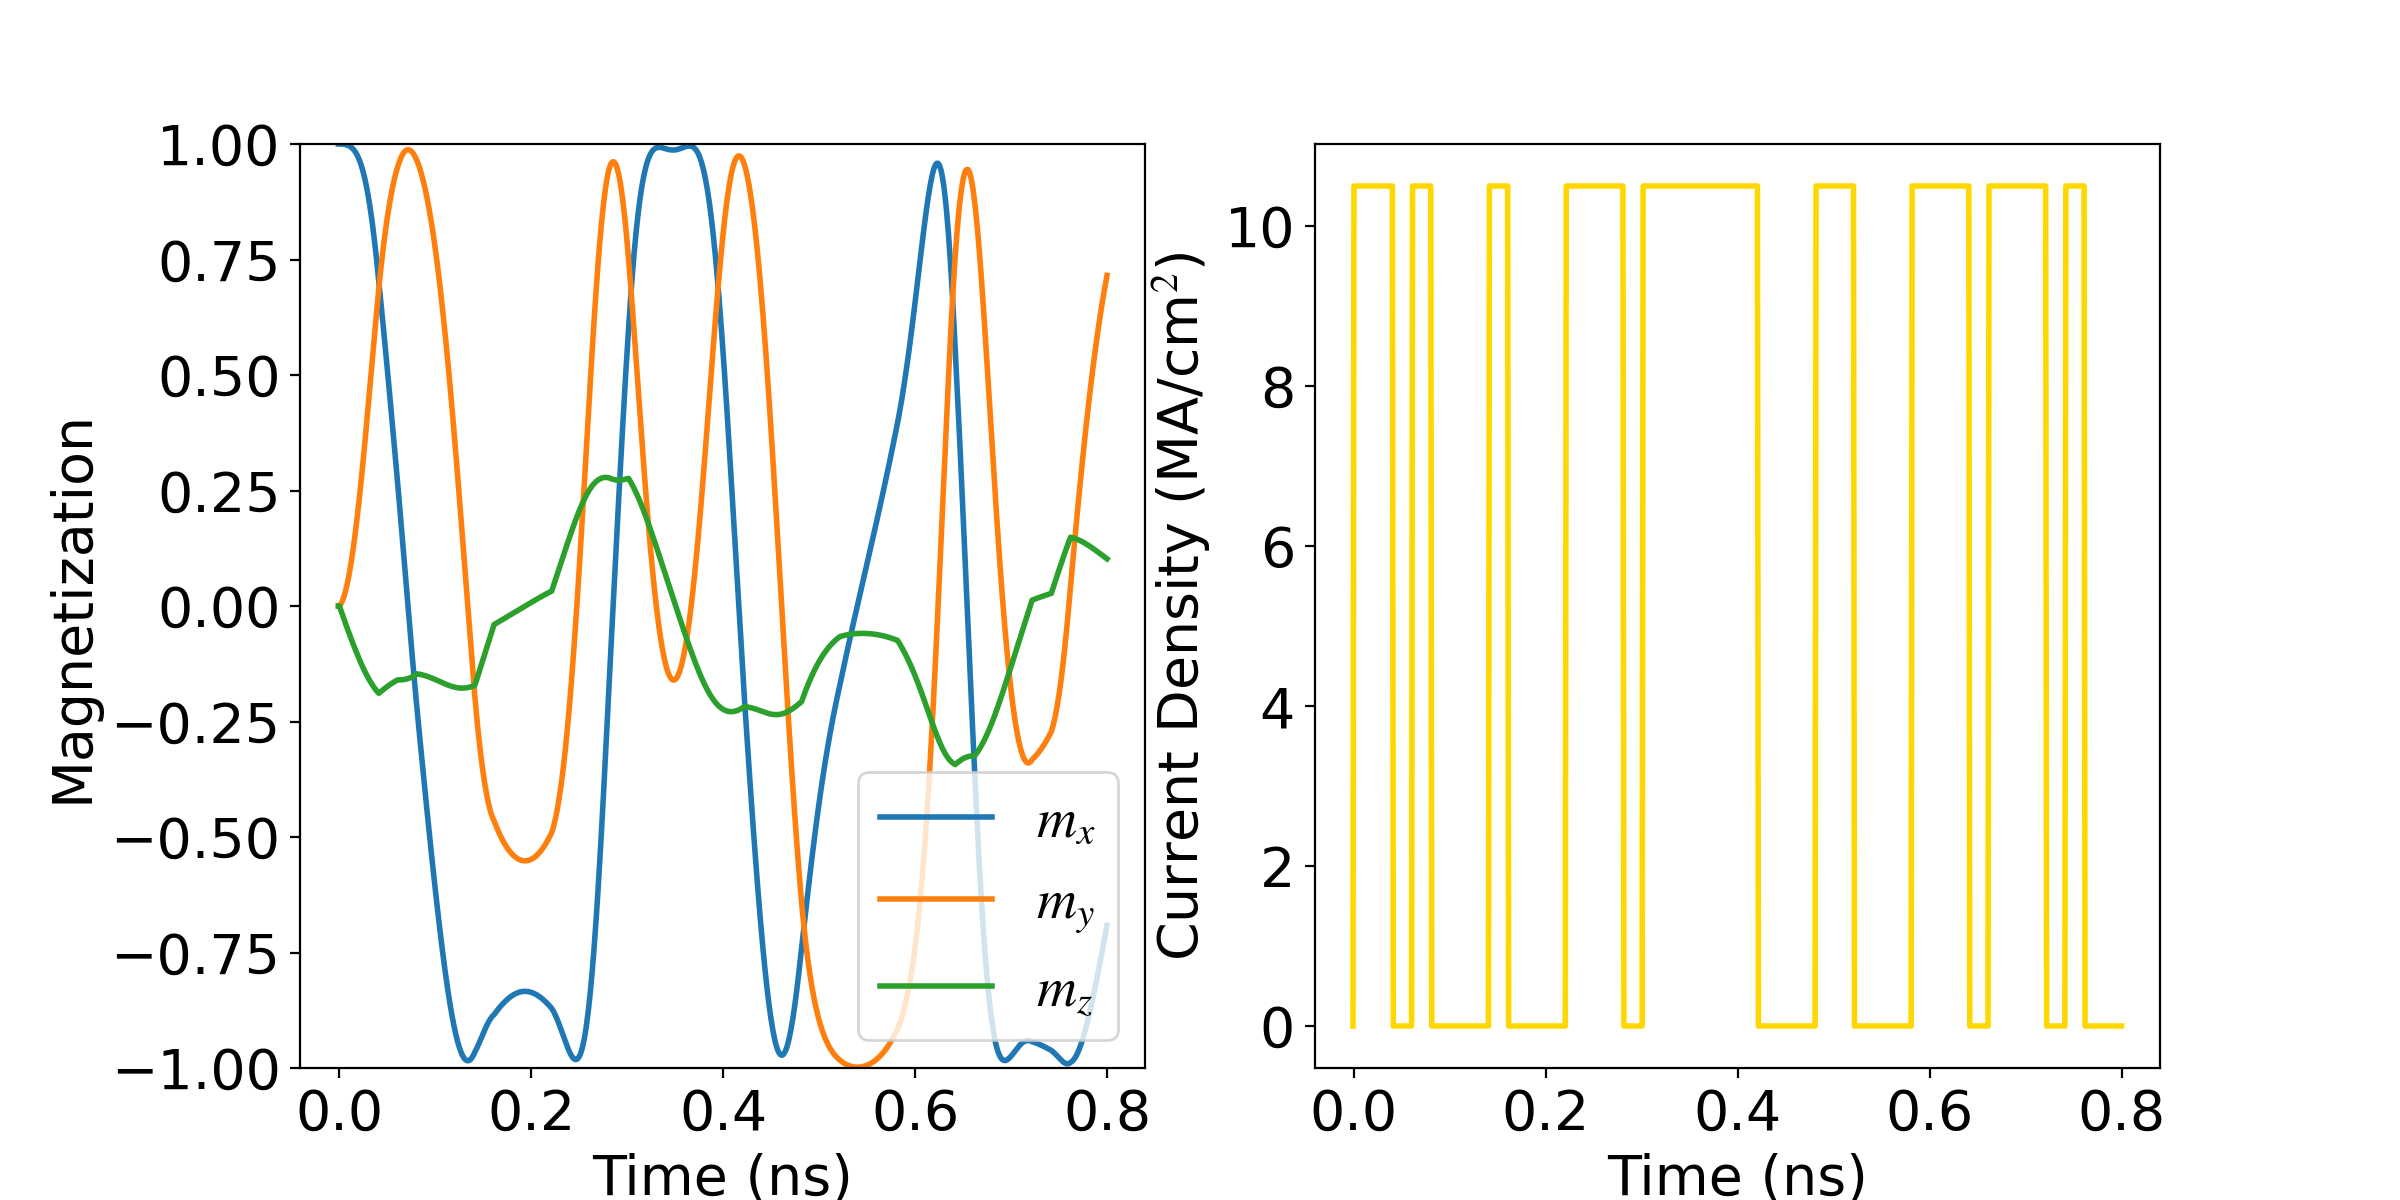 1.00
0.75
0.50
0.25
0.00
−0.25
−0.50
−0.75
−1.00
Magnetization
0.0 0.2 0.4 0.6 0.8
Time (ns)
m_x
m_y
m_z
10
8
6
4
2
0
Current Density (MA/cm²)
0.0 0.2 0.4 0.6 0.8
Time (ns)